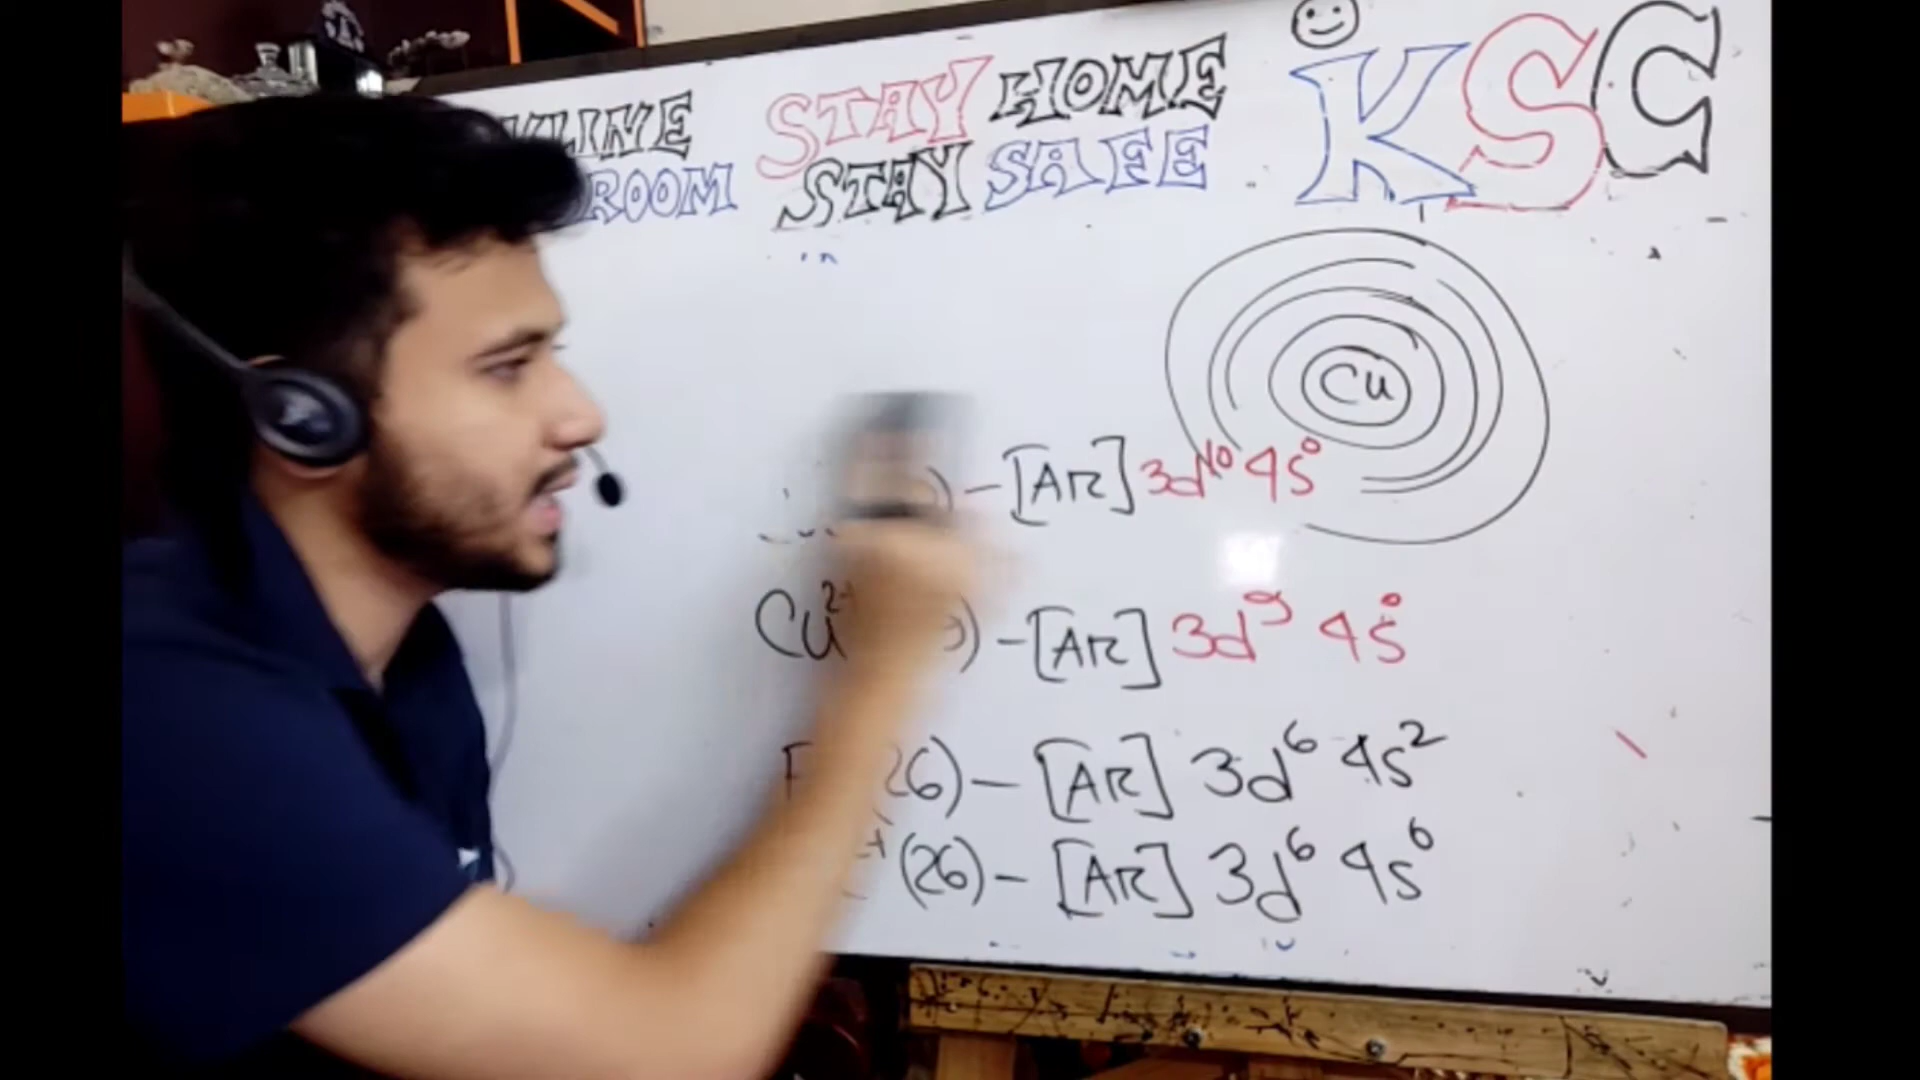 STAY HOME KSC
ROOM STAY SAFE
Cu
) - [Ar] 3d10 4s0
Cu2+ ) - [Ar] 3d9 4s0
26) - [Ar] 3d6 4s2
(26) - [Ar] 3d6 4s0